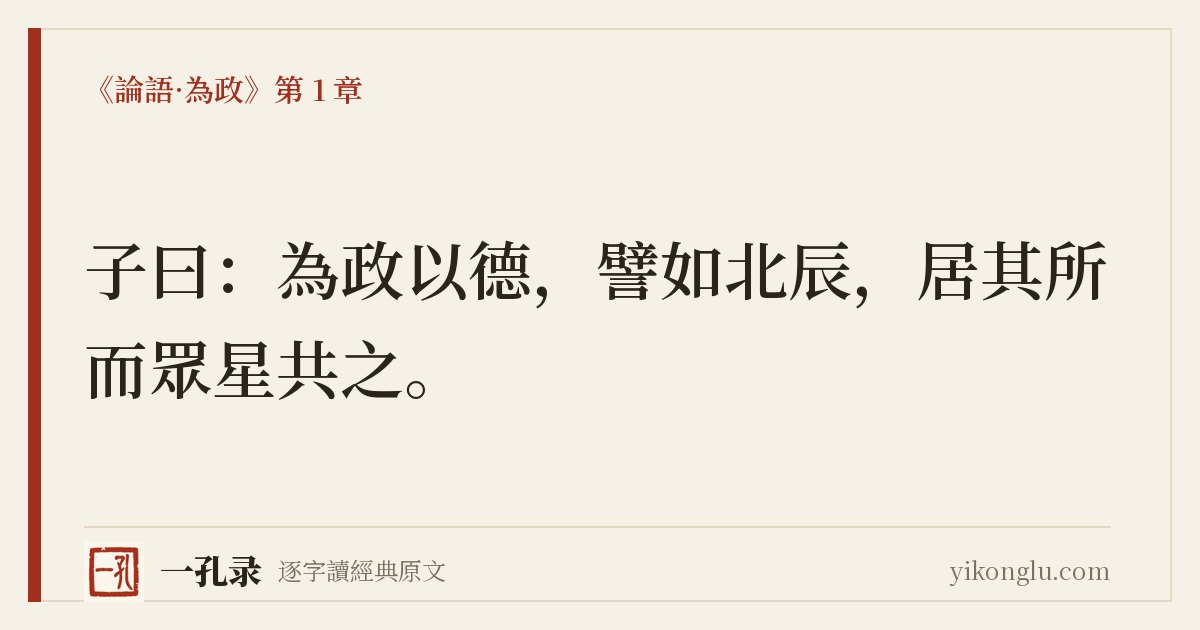 《論語·為政》第 1 章
子曰：為政以德，譬如北辰，居其所
而眾星共之。
一孔 一孔录 逐字讀經典原文 yikonglu.com